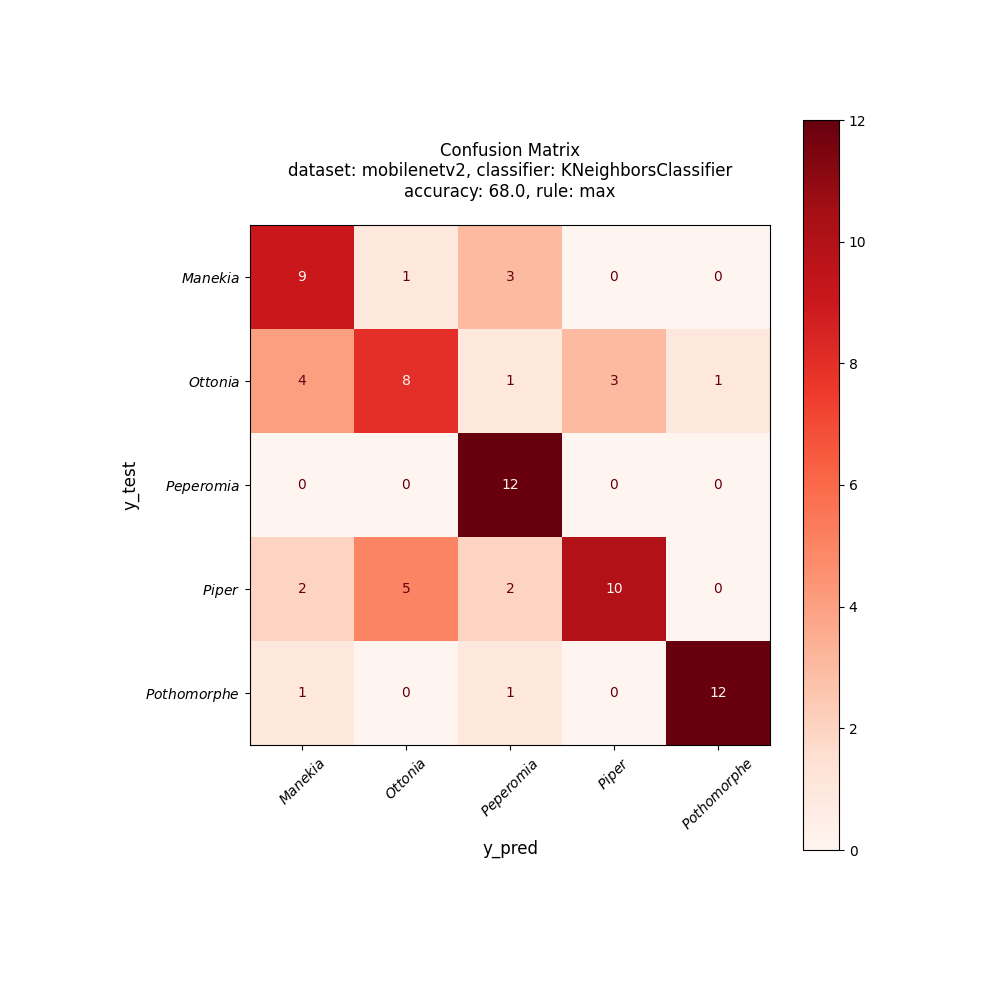 Confusion Matrix
dataset: mobilenetv2, classifier: KNeighborsClassifier
accuracy: 68.0, rule: max
Manekia 9 1 3 0 0
Ottonia 4 8 1 3 1
Peperomia 0 0 12 0 0
Piper 2 5 2 10 0
Pothomorphe 1 0 1 0 12
Manekia Ottonia Peperomia Piper Pothomorphe
y_test
y_pred
12
10
8
6
4
2
0